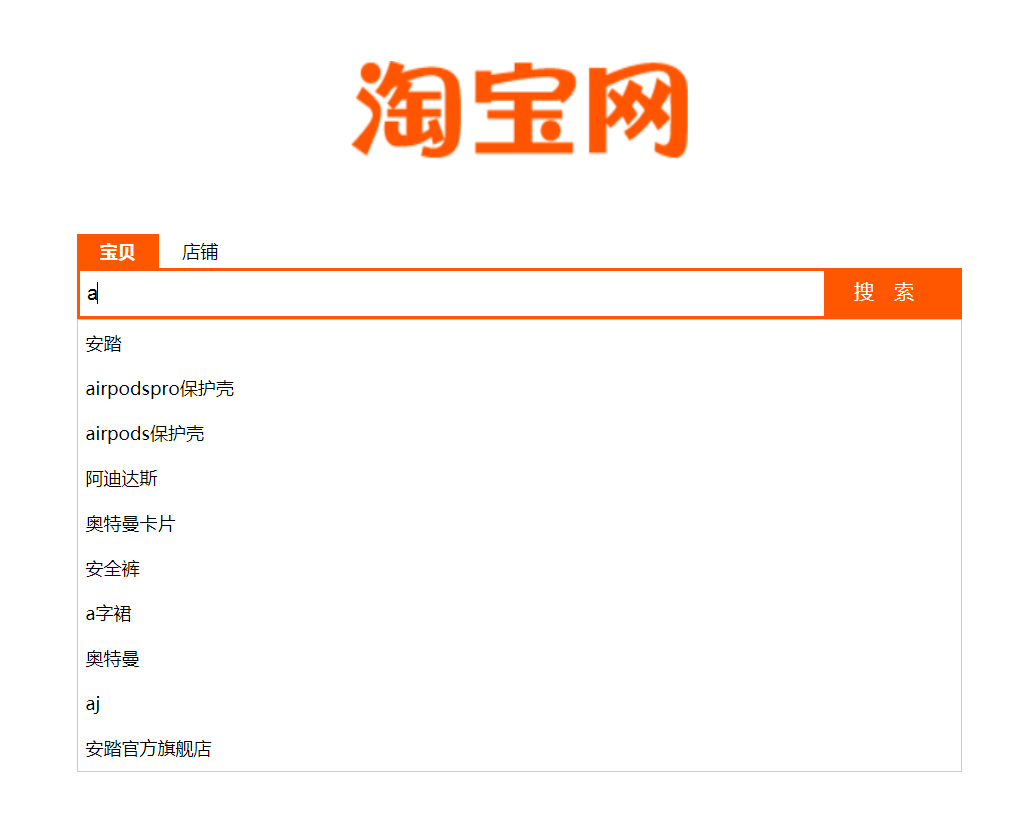 淘宝网
宝贝 店铺
a 搜 索
安踏
airpodspro保护壳
airpods保护壳
阿迪达斯
奥特曼卡片
安全裤
a字裙
奥特曼
aj
安踏官方旗舰店